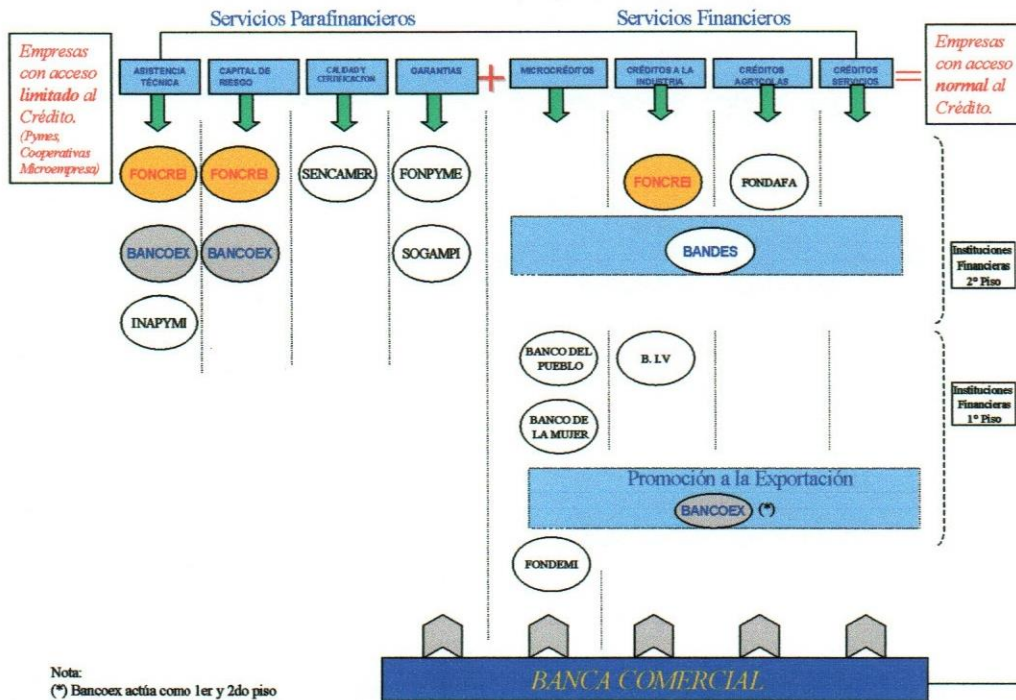 Servicios Parafinancieros
Servicios Financieros
Empresas
con acceso
limitado al
Crédito.
(Pymes,
Cooperativas
Microempresa)
ASISTENCIA
TÉCNICA
CAPITAL DE
RIESGO
CALIDAD Y
CERTIFICACION
GARANTIAS
+
MICROCRÉDITOS
CRÉDITOS A LA
INDUSTRIA
CRÉDITOS
AGRÍCOLAS
CRÉDITOS
SERVICIOS
=
Empresas
con acceso
normal al
Crédito.
FONCREI
FONCREI
SENCAMER
FONPYME
FONCREI
FONDAFA
BANCOEX
BANCOEX
SOGAMPI
BANDES
Instituciones
Financieras
2º Piso
INAPYMI
BANCO DEL
PUEBLO
B. I.V
BANCO DE
LA MUJER
Instituciones
Financieras
1º Piso
Promoción a la Exportación
BANCOEX (*)
FONDEMI
BANCA COMERCIAL
Nota:
(*) Bancoex actúa como 1er y 2do piso